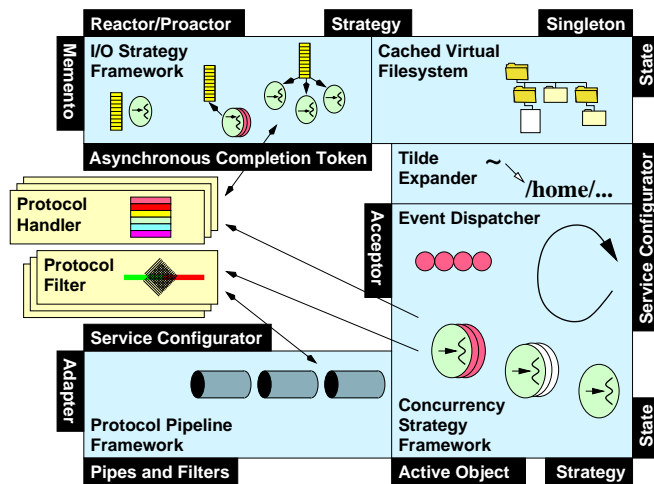 Reactor/Proactor
Strategy
Singleton
Memento
I/O Strategy
Framework
Cached Virtual
Filesystem
State
Asynchronous Completion Token
Tilde
Expander
~
/home/...
Protocol
Handler
Acceptor
Event Dispatcher
Service Configurator
Protocol
Filter
Service Configurator
Adapter
Protocol Pipeline
Framework
Concurrency
Strategy
Framework
State
Pipes and Filters
Active Object
Strategy